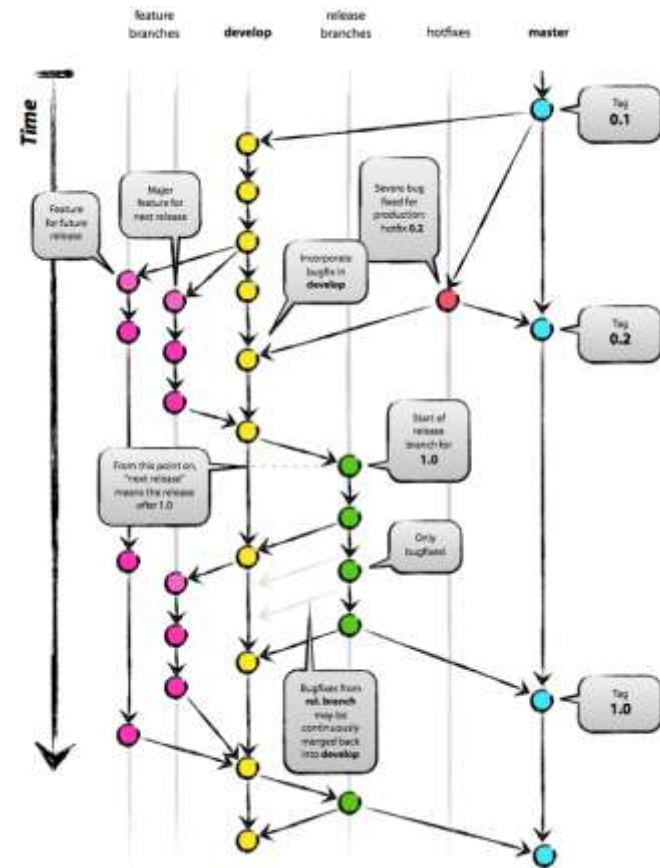 feature
branches
develop
release
branches
hotfixes
master
Time
Tag
0.1
Major
feature for
next release
Feature
for future
release
Severe bug
fixed for
production:
hotfix 0.2
Incorporate
bugfix in
develop
Tag
0.2
Start of
release
branch for
1.0
From this point on,
"next release"
means the release
after 1.0
Only
bugfixes!
Bugfixes from
rel. branch
may be
continuously
merged back
into develop
Tag
1.0